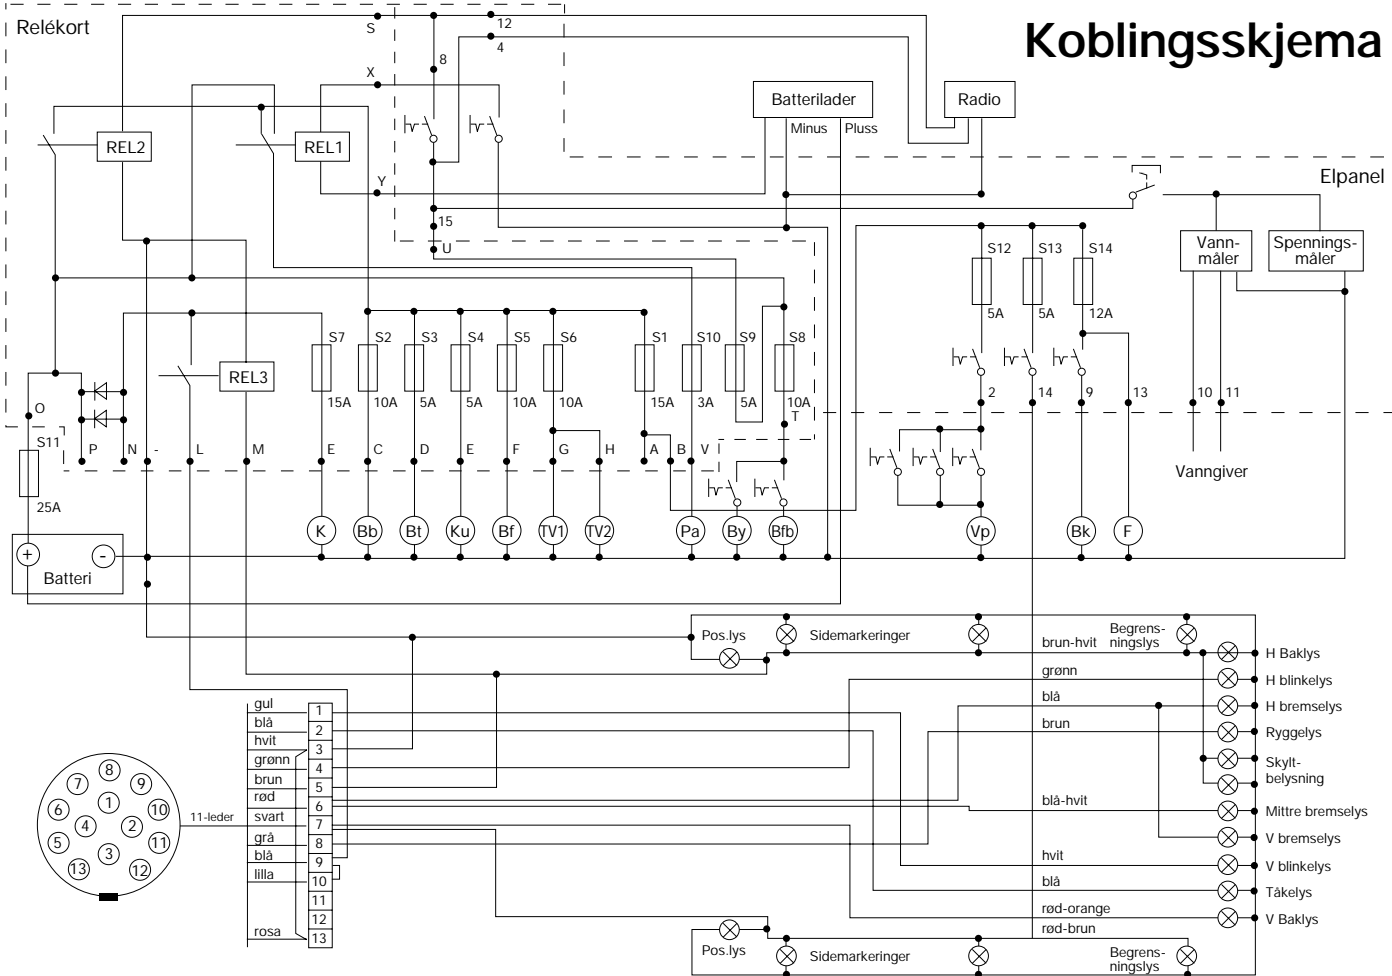 Relékort
Koblingsskjema
S
12
4
8
X
Batterilader
Radio
Minus
Pluss
REL2
REL1
Y
Elpanel
15
U
S12
S13
S14
Vann-
måler
Spennings-
måler
5A
5A
12A
S7
S2
S3
S4
S5
S6
S1
S10
S9
S8
REL3
15A
10A
5A
5A
10A
10A
15A
3A
5A
10A
2
14
9
13
10
11
O
T
S11
P
N
-
L
M
E
C
D
E
F
G
H
A
B
V
Vanngiver
25A
K
Bb
Bt
Ku
Bf
TV1
TV2
Pa
By
Bfb
Vp
Bk
F
+
-
Batteri
Pos.lys
Sidemarkeringer
Begrens-
ningslys
brun-hvit
H Baklys
grønn
H blinkelys
blå
H bremselys
brun
Ryggelys
Skylt-
belysning
blå-hvit
Mittre bremselys
V bremselys
hvit
V blinkelys
blå
Tåkelys
rød-orange
V Baklys
rød-brun
Pos.lys
Sidemarkeringer
Begrens-
ningslys
gul
1
blå
2
hvit
3
grønn
4
brun
5
rød
6
svart
7
grå
8
blå
9
lilla
10
11
12
rosa
13
11-leder
8
7
9
1
6
10
4
2
5
11
3
13
12